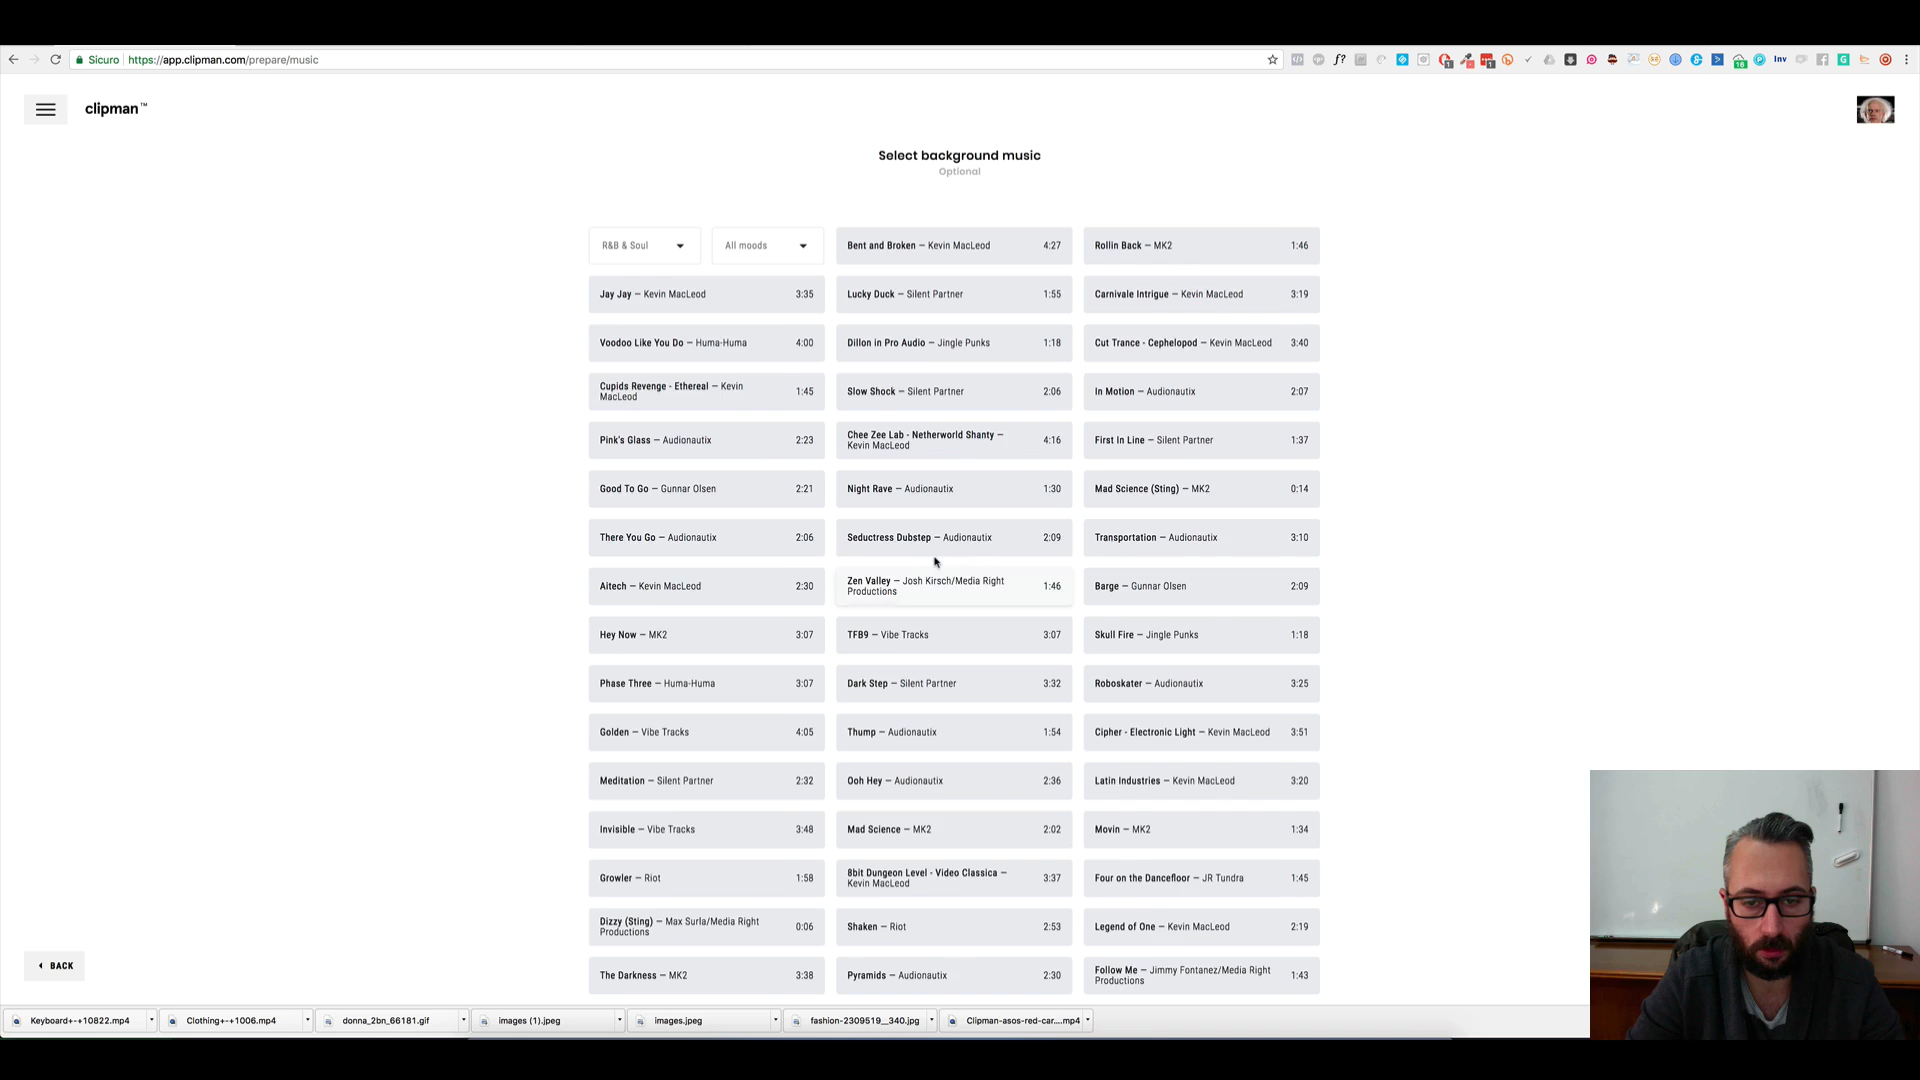 Sicuro https://app.clipman.com/prepare/music
f?
1
1
16
Inv
clipman™
Select background music
Optional
R&B & Soul
All moods
Bent and Broken – Kevin MacLeod 4:27
Rollin Back – MK2 1:46
Jay Jay – Kevin MacLeod 3:35
Lucky Duck – Silent Partner 1:55
Carnivale Intrigue – Kevin MacLeod 3:19
Voodoo Like You Do – Huma-Huma 4:00
Dillon in Pro Audio – Jingle Punks 1:18
Cut Trance - Cephelopod – Kevin MacLeod 3:40
Cupids Revenge - Ethereal – Kevin
MacLeod 1:45
Slow Shock – Silent Partner 2:06
In Motion – Audionautix 2:07
Pink's Glass – Audionautix 2:23
Chee Zee Lab - Netherworld Shanty –
Kevin MacLeod 4:16
First In Line – Silent Partner 1:37
Good To Go – Gunnar Olsen 2:21
Night Rave – Audionautix 1:30
Mad Science (Sting) – MK2 0:14
There You Go – Audionautix 2:06
Seductress Dubstep – Audionautix 2:09
Transportation – Audionautix 3:10
Aitech – Kevin MacLeod 2:30
Zen Valley – Josh Kirsch/Media Right
Productions 1:46
Barge – Gunnar Olsen 2:09
Hey Now – MK2 3:07
TFB9 – Vibe Tracks 3:07
Skull Fire – Jingle Punks 1:18
Phase Three – Huma-Huma 3:07
Dark Step – Silent Partner 3:32
Roboskater – Audionautix 3:25
Golden – Vibe Tracks 4:05
Thump – Audionautix 1:54
Cipher - Electronic Light – Kevin MacLeod 3:51
Meditation – Silent Partner 2:32
Ooh Hey – Audionautix 2:36
Latin Industries – Kevin MacLeod 3:20
Invisible – Vibe Tracks 3:48
Mad Science – MK2 2:02
Movin – MK2 1:34
Growler – Riot 1:58
8bit Dungeon Level - Video Classica –
Kevin MacLeod 3:37
Four on the Dancefloor – JR Tundra 1:45
Dizzy (Sting) – Max Surla/Media Right
Productions 0:06
Shaken – Riot 2:53
Legend of One – Kevin MacLeod 2:19
BACK
The Darkness – MK2 3:38
Pyramids – Audionautix 2:30
Follow Me – Jimmy Fontanez/Media Right
Productions 1:43
Keyboard+-+10822.mp4
Clothing+-+1006.mp4
donna_2bn_66181.gif
images (1).jpeg
images.jpeg
fashion-2309519__340.jpg
Clipman-asos-red-car....mp4